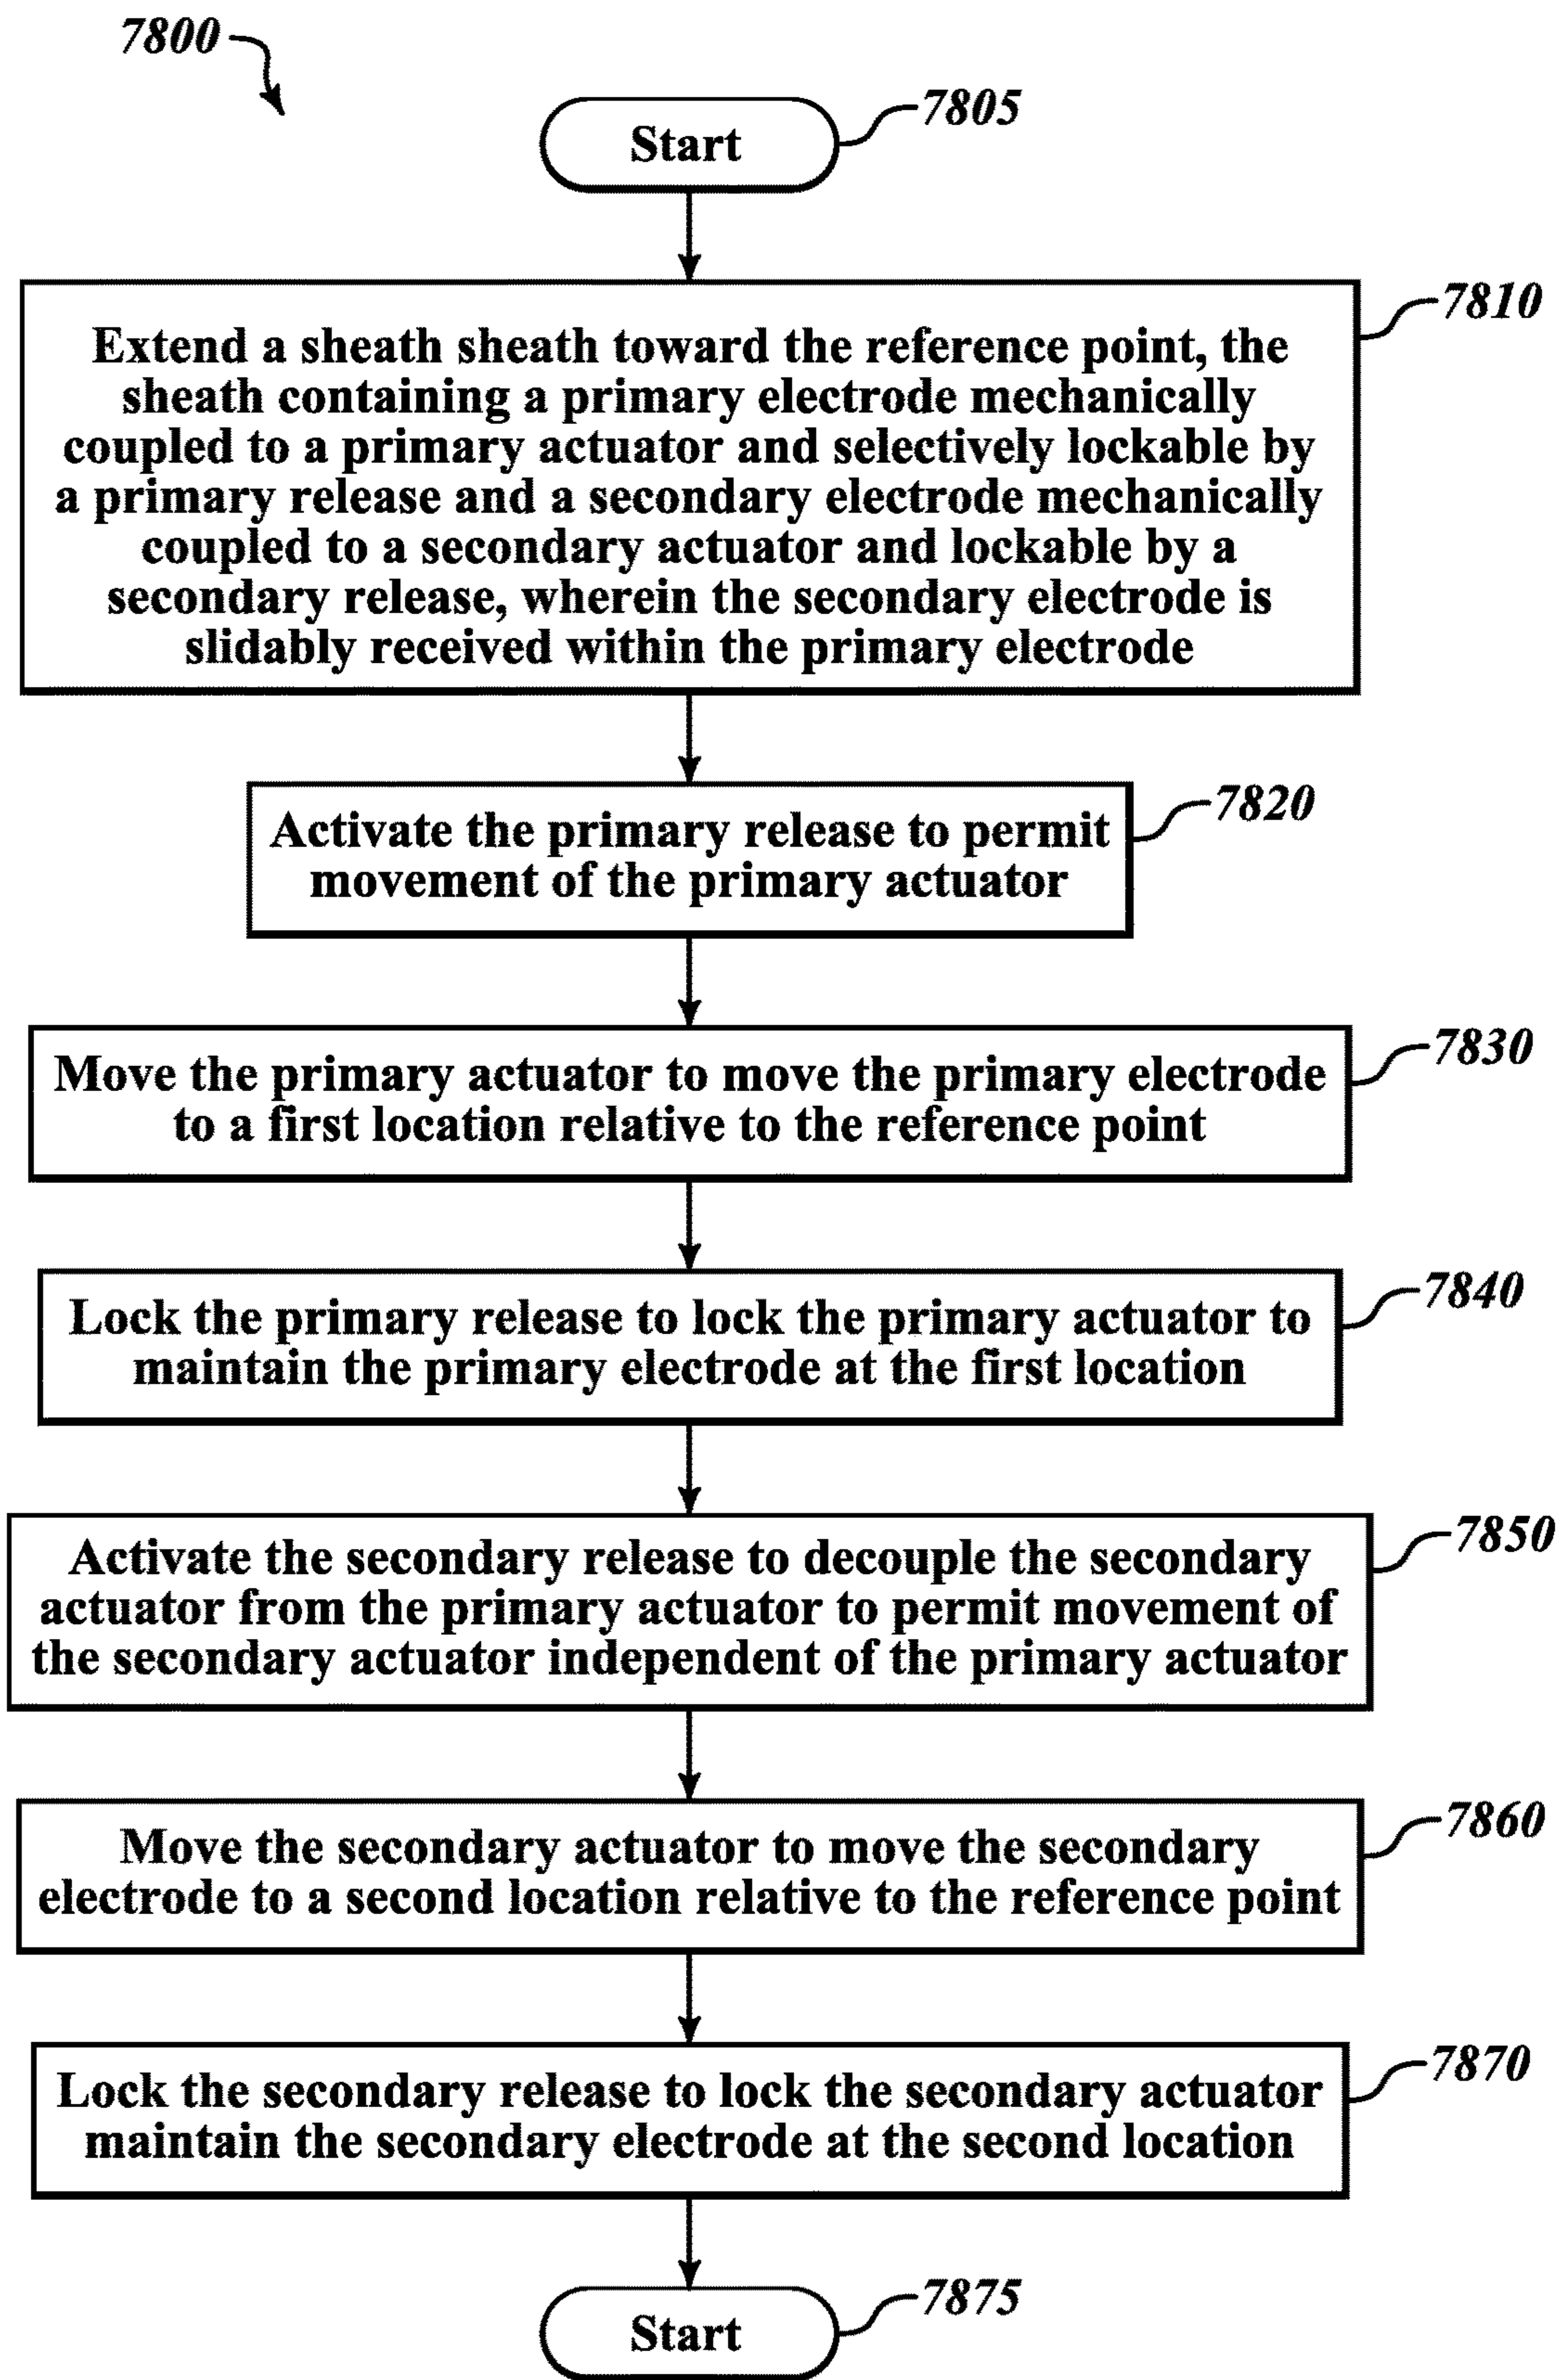 7800
Start
7805
7810
Extend a sheath sheath toward the reference point, the
sheath containing a primary electrode mechanically
coupled to a primary actuator and selectively lockable by
a primary release and a secondary electrode mechanically
coupled to a secondary actuator and lockable by a
secondary release, wherein the secondary electrode is
slidably received within the primary electrode
7820
Activate the primary release to permit
movement of the primary actuator
7830
Move the primary actuator to move the primary electrode
to a first location relative to the reference point
7840
Lock the primary release to lock the primary actuator to
maintain the primary electrode at the first location
7850
Activate the secondary release to decouple the secondary
actuator from the primary actuator to permit movement of
the secondary actuator independent of the primary actuator
7860
Move the secondary actuator to move the secondary
electrode to a second location relative to the reference point
7870
Lock the secondary release to lock the secondary actuator
maintain the secondary electrode at the second location
7875
Start